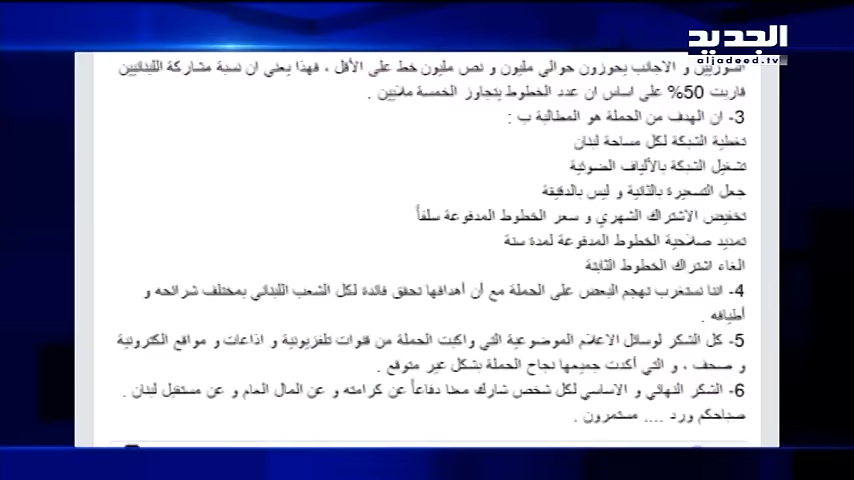 الجديد
aljadeed.tv
السوريين و الاجانب يحوزون حوالي مليون و نص مليون خط على الأقل ، فهذا يعني ان نسبة مشاركة اللبنانيين
قاربت 50% على اساس ان عدد الخطوط يتجاوز الخمسة ملايين .
3- ان الهدف من الحملة هو المطالبة ب :
تغطية الشبكة لكل مساحة لبنان
تشغيل الشبكة بالألياف الضوئية
جعل التسعيرة بالثانية و ليس بالدقيقة
تخفيض الاشتراك الشهري و سعر الخطوط المدفوعة سلفاً
تمديد صلاحية الخطوط المدفوعة لمدة سنة
الغاء اشتراك الخطوط الثابتة
4- اننا نستغرب تهجم البعض على الحملة مع أن أهدافها تحقق فائدة لكل الشعب اللبناني بمختلف شرائحه و
أطيافه .
5- كل الشكر لوسائل الاعلام الموضوعية التي واكبت الحملة من قنوات تلفزيونية و اذاعات و مواقع الكترونية
و صحف ، و التي أكدت جميعها نجاح الحملة بشكل غير متوقع .
6- الشكر النهائي و الاساسي لكل شخص شارك معنا دفاعاً عن كرامته و عن المال العام و عن مستقبل لبنان .
صباحكم ورد .... مستمرون .